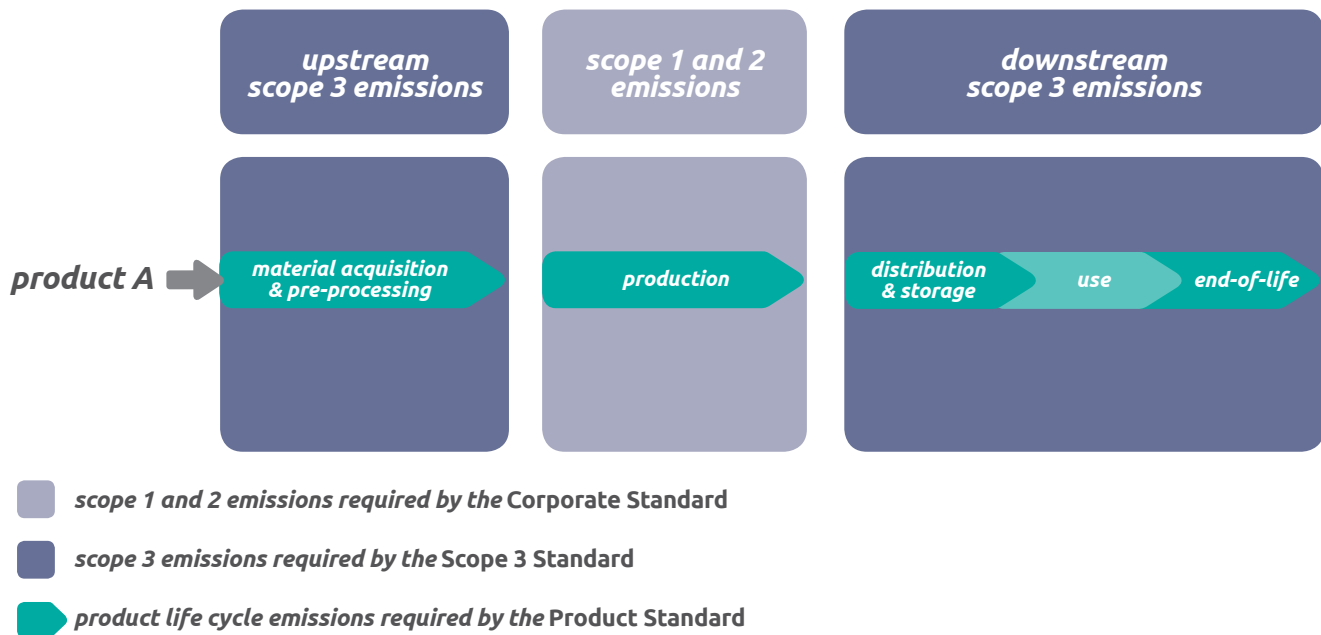 upstream
scope 3 emissions
scope 1 and 2
emissions
downstream
scope 3 emissions
product A
material acquisition
& pre-processing
production
distribution
& storage
use
end-of-life
scope 1 and 2 emissions required by the Corporate Standard
scope 3 emissions required by the Scope 3 Standard
product life cycle emissions required by the Product Standard